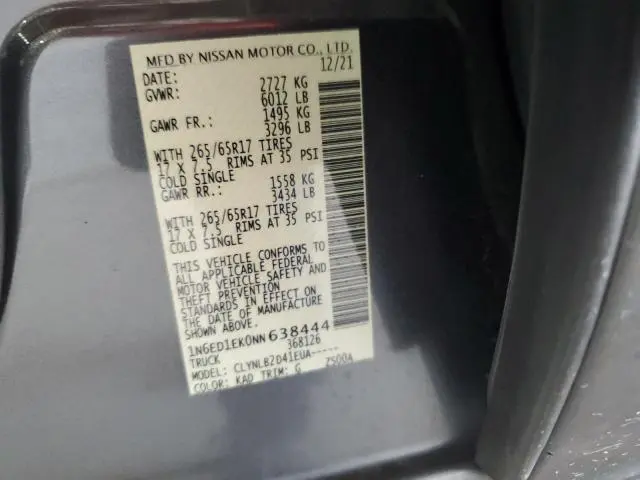 MFD BY NISSAN MOTOR CO., LTD.
DATE: 12/21
GVWR: 2727 KG
6012 LB
GAWR FR.: 1495 KG
3296 LB
WITH 265/65R17 TIRES
17 X 7.5 RIMS AT 35 PSI
COLD SINGLE
GAWR RR.: 1558 KG
3434 LB
WITH 265/65R17 TIRES
17 X 7.5 RIMS AT 35 PSI
COLD SINGLE
THIS VEHICLE CONFORMS TO
ALL APPLICABLE FEDERAL
MOTOR VEHICLE SAFETY AND
THEFT PREVENTION
STANDARDS IN EFFECT ON
THE DATE OF MANUFACTURE
SHOWN ABOVE.
1N6ED1EK0NN638444
TRUCK 368126
MODEL: CLYNLB2D41EUA-----
COLOR: KAD TRIM: G 7S00A